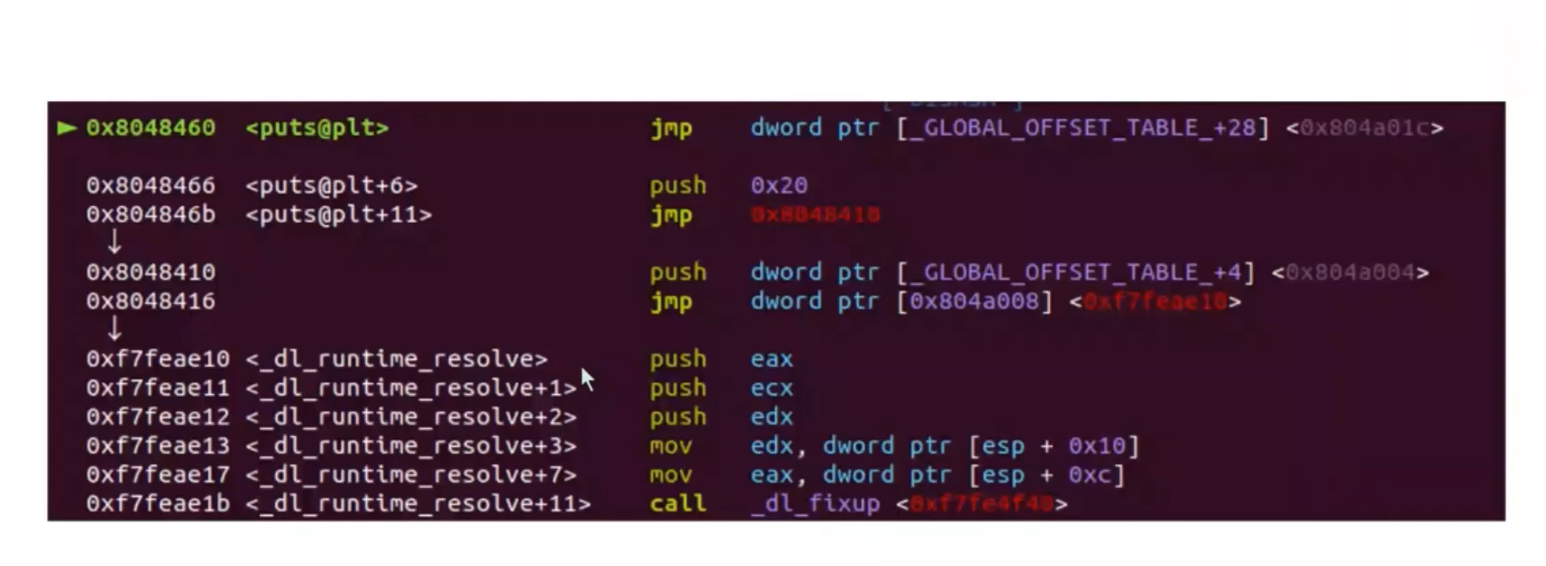 ► 0x8048460 <puts@plt> jmp dword ptr [_GLOBAL_OFFSET_TABLE_+28] <0x804a01c>
0x8048466 <puts@plt+6> push 0x20
0x804846b <puts@plt+11> jmp 0x8048410
↓
0x8048410 push dword ptr [_GLOBAL_OFFSET_TABLE_+4] <0x804a004>
0x8048416 jmp dword ptr [0x804a008] <0xf7feae10>
↓
0xf7feae10 <_dl_runtime_resolve> push eax
0xf7feae11 <_dl_runtime_resolve+1> push ecx
0xf7feae12 <_dl_runtime_resolve+2> push edx
0xf7feae13 <_dl_runtime_resolve+3> mov edx, dword ptr [esp + 0x10]
0xf7feae17 <_dl_runtime_resolve+7> mov eax, dword ptr [esp + 0xc]
0xf7feae1b <_dl_runtime_resolve+11> call _dl_fixup <0xf7fe4f40>